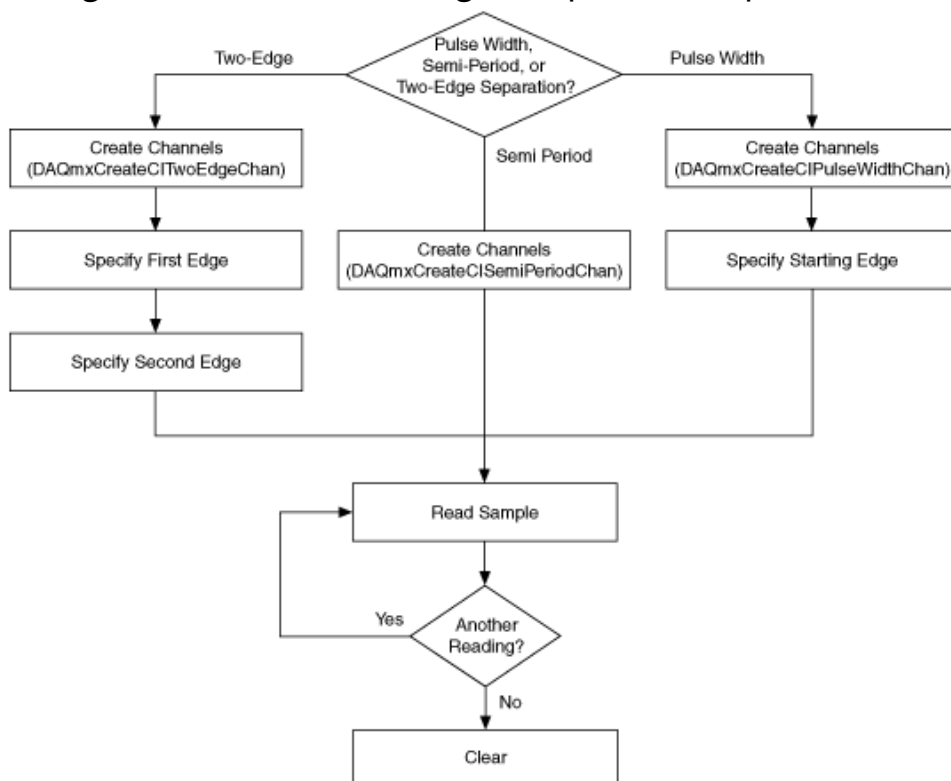 Pulse Width,
Semi-Period, or
Two-Edge Separation?
Two-Edge
Pulse Width
Semi Period
Create Channels
(DAQmxCreateCITwoEdgeChan)
Create Channels
(DAQmxCreateCIPulseWidthChan)
Specify First Edge
Create Channels
(DAQmxCreateCISemiPeriodChan)
Specify Starting Edge
Specify Second Edge
Read Sample
Yes
Another
Reading?
No
Clear